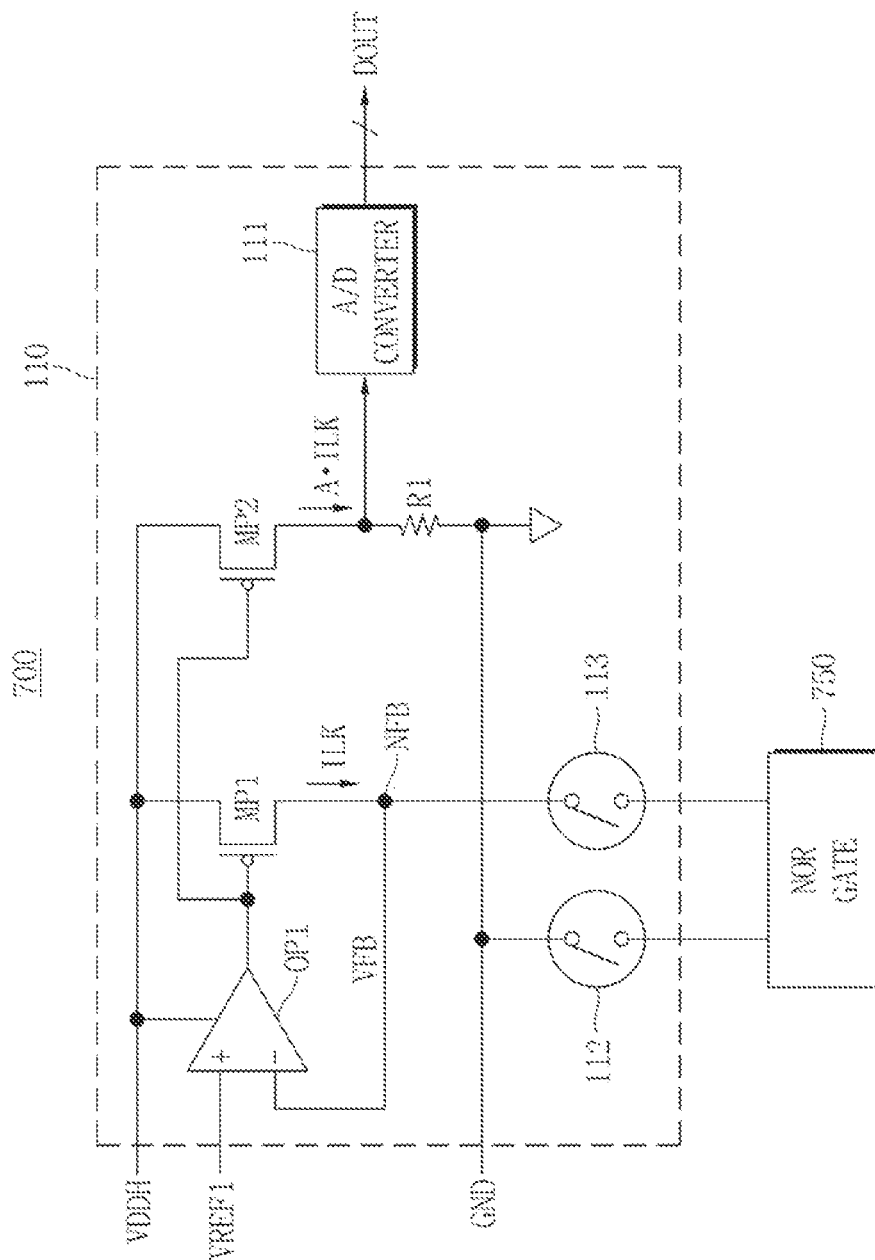 700
110
VDDH
VREF1
+
−
OP1
MP1
MP2
ILK
A•ILK
NFB
VFB
R1
111
A/D
CONVERTER
DOUT
GND
112
113
750
NOR
GATE